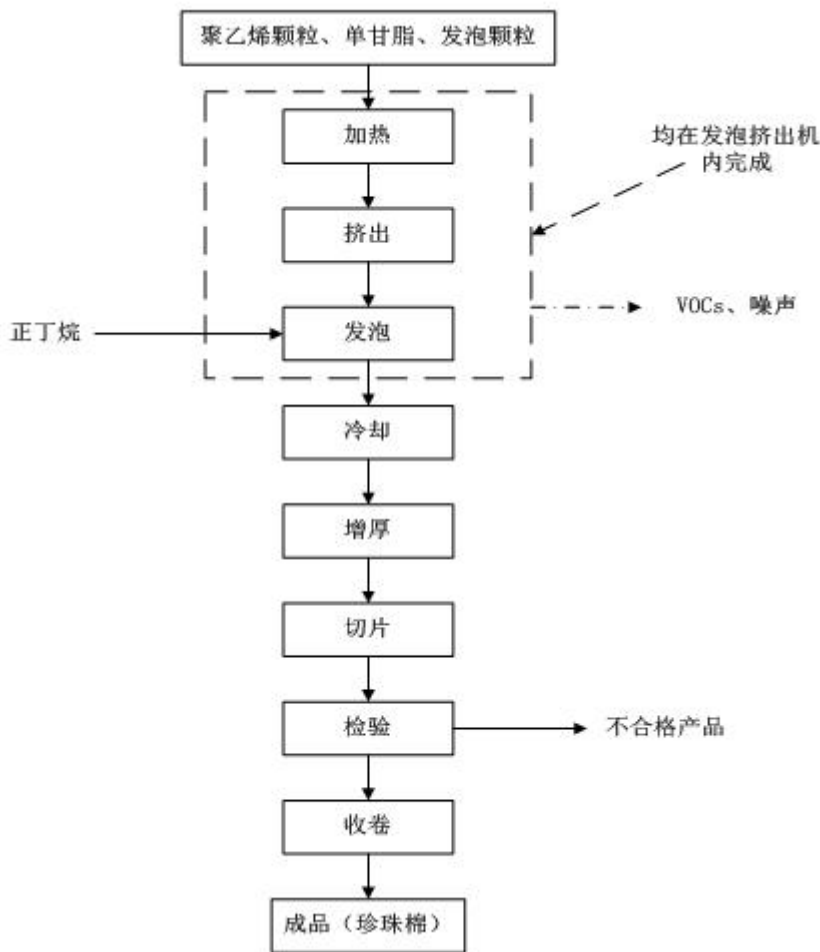 聚乙烯颗粒、单甘脂、发泡颗粒
加热
均在发泡挤出机
内完成
挤出
VOCs、噪声
正丁烷
发泡
冷却
增厚
切片
检验
不合格产品
收卷
成品（珍珠棉）